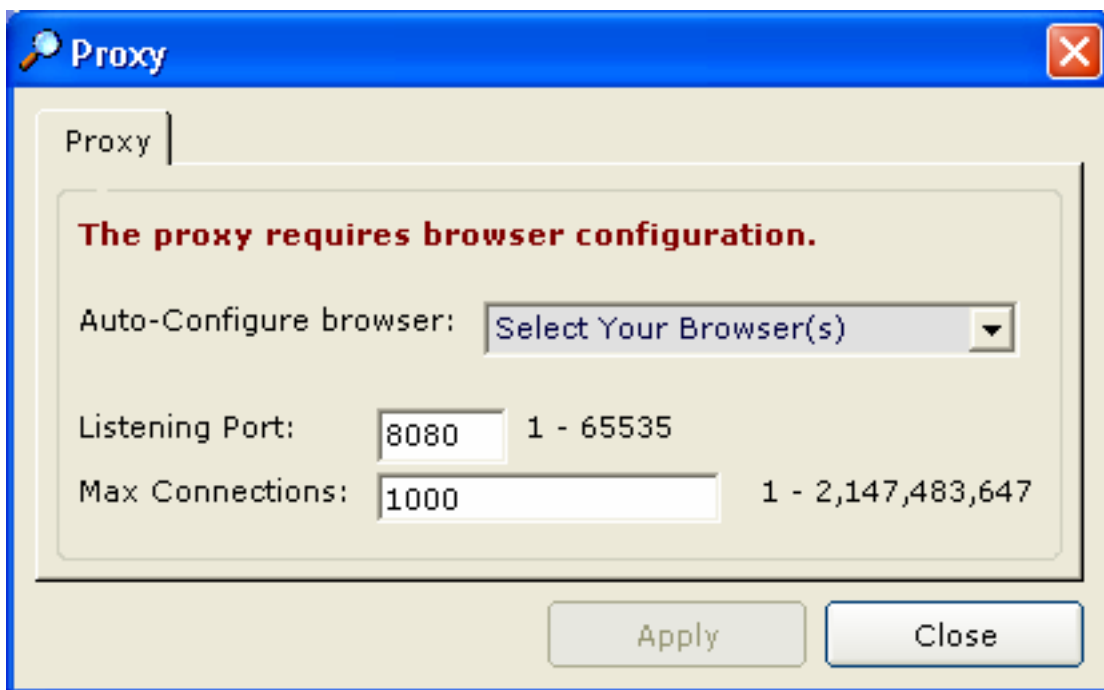 Proxy
Proxy
The proxy requires browser configuration.
Auto-Configure browser: Select Your Browser(s)
Listening Port: 8080 1 - 65535
Max Connections: 1000 1 - 2,147,483,647
Apply Close